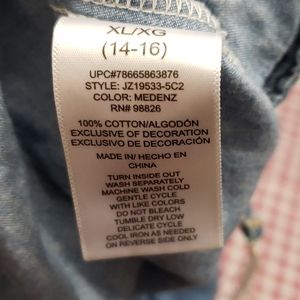 XL/XG
(14-16)
UPC#78665863876
STYLE: JZ19533-5C2
COLOR: MEDENZ
RN# 98826
100% COTTON/ALGODÓN
EXCLUSIVE OF DECORATION
EXCLUSIVO DE DECORACIÓN
MADE IN/ HECHO EN
CHINA
TURN INSIDE OUT
WASH SEPARATELY
MACHINE WASH COLD
GENTLE CYCLE
WITH LIKE COLORS
DO NOT BLEACH
TUMBLE DRY LOW
DELICATE CYCLE
COOL IRON AS NEEDED
ON REVERSE SIDE ONLY